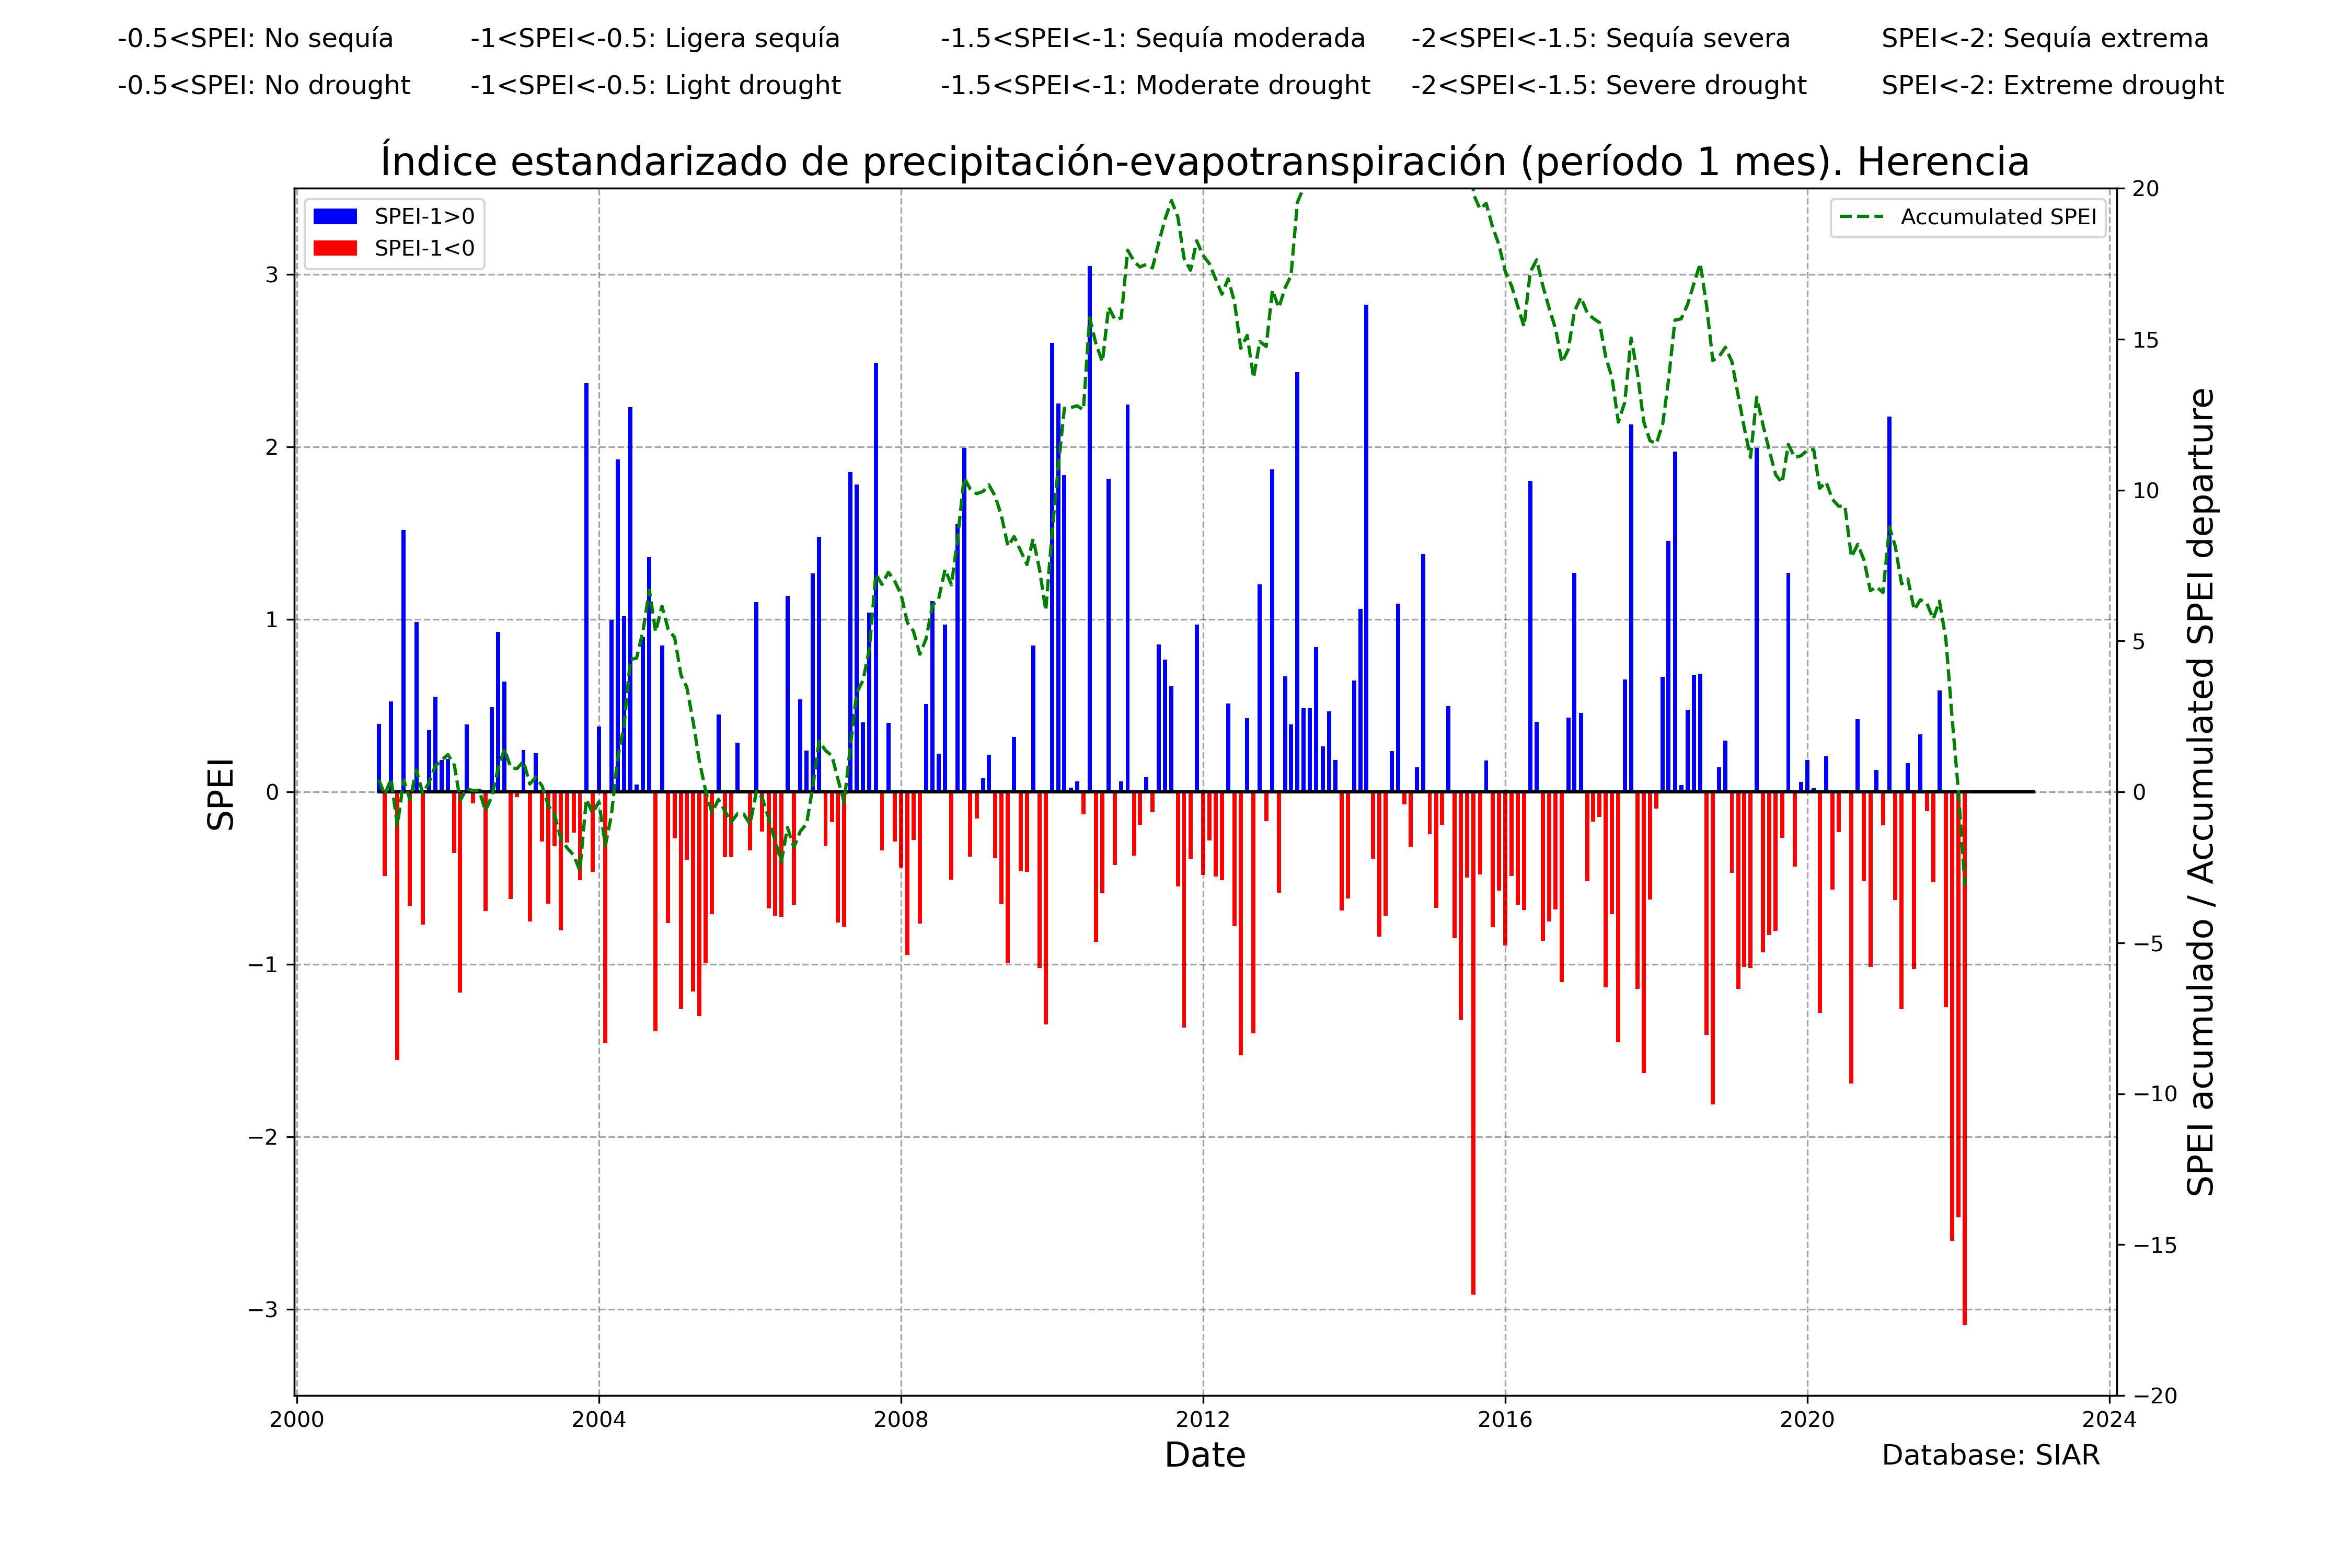 -0.5<SPEI: No sequía -1<SPEI<-0.5: Ligera sequía -1.5<SPEI<-1: Sequía moderada -2<SPEI<-1.5: Sequía severa SPEI<-2: Sequía extrema
-0.5<SPEI: No drought -1<SPEI<-0.5: Light drought -1.5<SPEI<-1: Moderate drought -2<SPEI<-1.5: Severe drought SPEI<-2: Extreme drought
Índice estandarizado de precipitación-evapotranspiración (período 1 mes). Herencia
SPEI-1>0
SPEI-1<0
Accumulated SPEI
SPEI
3
2
1
0
−1
−2
−3
20
15
10
5
0
−5
−10
−15
−20
SPEI acumulado / Accumulated SPEI departure
2000 2004 2008 2012 2016 2020 2024
Date
Database: SIAR